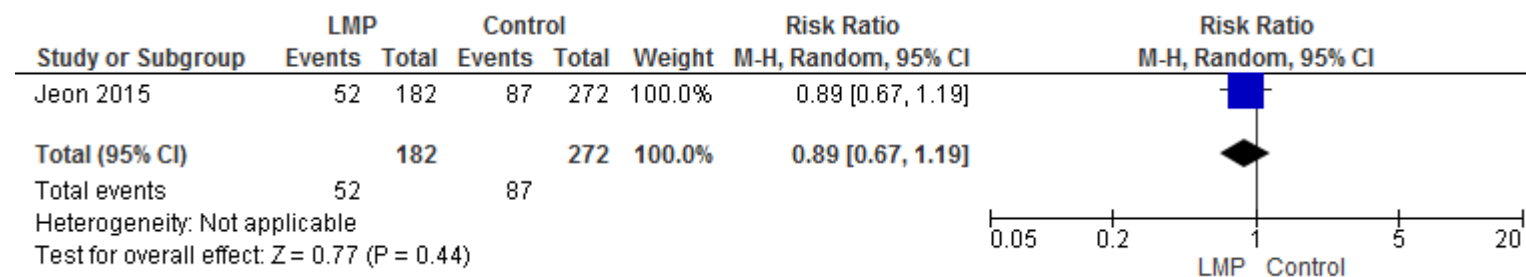 LMP Control Risk Ratio Risk Ratio
Study or Subgroup Events Total Events Total Weight M-H, Random, 95% CI M-H, Random, 95% CI
Jeon 2015 52 182 87 272 100.0% 0.89 [0.67, 1.19]
Total (95% CI) 182 272 100.0% 0.89 [0.67, 1.19]
Total events 52 87
Heterogeneity: Not applicable
Test for overall effect: Z = 0.77 (P = 0.44)
0.05 0.2 1 5 20
LMP Control